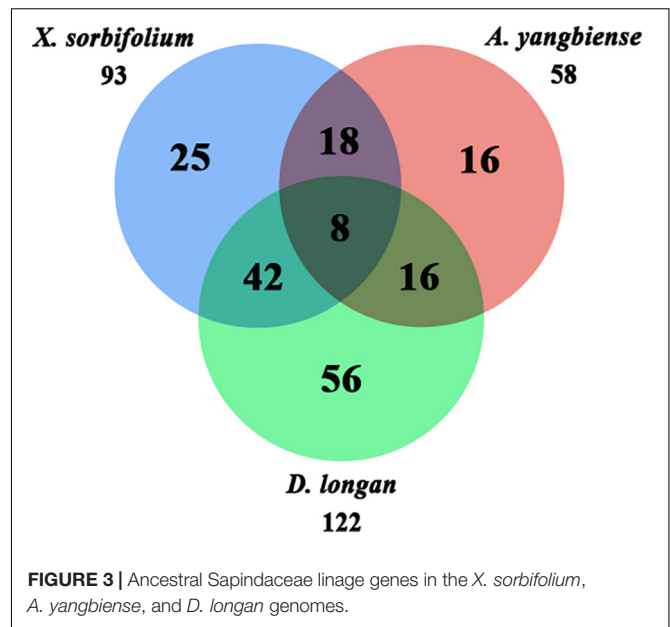 X. sorbifolium
93
A. yangbiense
58
25
18
16
8
42
16
56
D. longan
122
FIGURE 3 | Ancestral Sapindaceae linage genes in the X. sorbifolium,
A. yangbiense, and D. longan genomes.